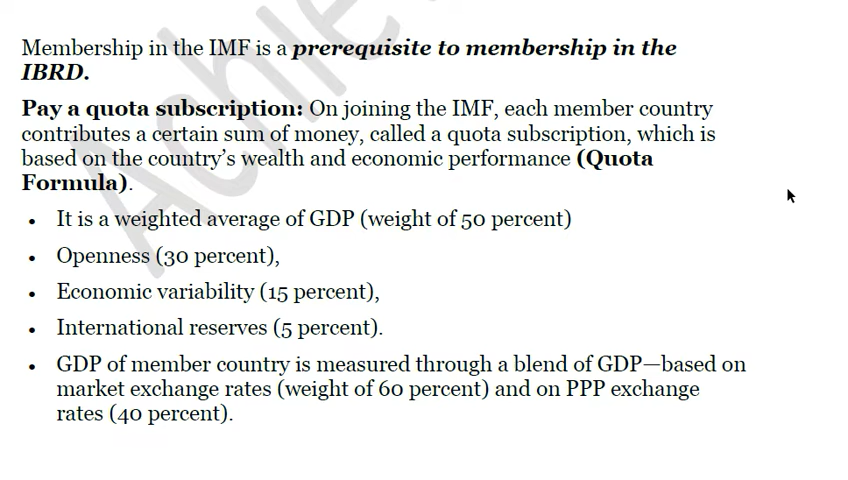 Membership in the IMF is a prerequisite to membership in the
IBRD.
Pay a quota subscription: On joining the IMF, each member country
contributes a certain sum of money, called a quota subscription, which is
based on the country’s wealth and economic performance (Quota
Formula).
• It is a weighted average of GDP (weight of 50 percent)
• Openness (30 percent),
• Economic variability (15 percent),
• International reserves (5 percent).
• GDP of member country is measured through a blend of GDP—based on
market exchange rates (weight of 60 percent) and on PPP exchange
rates (40 percent).